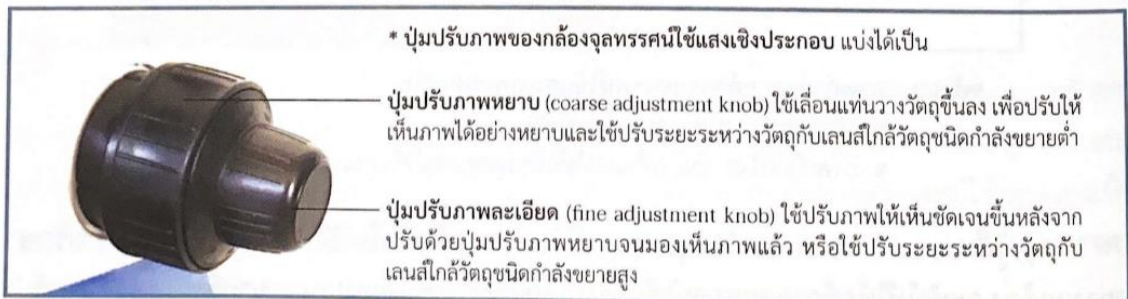 * ปุ่มปรับภาพของกล้องจุลทรรศน์ใช้แสงเชิงประกอบ แบ่งได้เป็น
ปุ่มปรับภาพหยาบ (coarse adjustment knob) ใช้เลื่อนแท่นวางวัตถุขึ้นลง เพื่อปรับให้
เห็นภาพได้อย่างหยาบและใช้ปรับระยะระหว่างวัตถุกับเลนส์ใกล้วัตถุชนิดกำลังขยายต่ำ
ปุ่มปรับภาพละเอียด (fine adjustment knob) ใช้ปรับภาพให้เห็นชัดเจนขึ้นหลังจาก
ปรับด้วยปุ่มปรับภาพหยาบจนมองเห็นภาพแล้ว หรือใช้ปรับระยะระหว่างวัตถุกับ
เลนส์ใกล้วัตถุชนิดกำลังขยายสูง